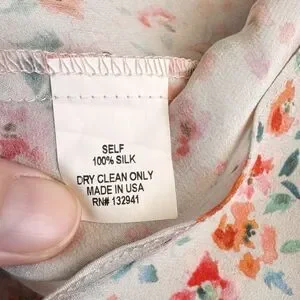 SELF
100% SILK
DRY CLEAN ONLY
MADE IN USA
RN# 132941